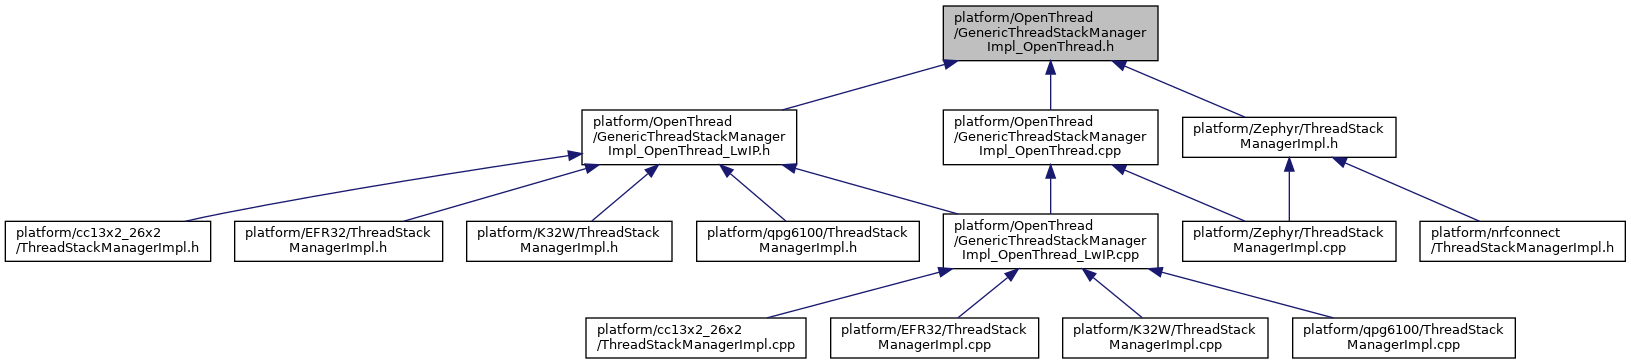 platform/OpenThread
/GenericThreadStackManager
Impl_OpenThread.h
platform/OpenThread
/GenericThreadStackManager
Impl_OpenThread_LwIP.h
platform/OpenThread
/GenericThreadStackManager
Impl_OpenThread.cpp
platform/Zephyr/ThreadStack
ManagerImpl.h
platform/cc13x2_26x2
/ThreadStackManagerImpl.h
platform/EFR32/ThreadStack
ManagerImpl.h
platform/K32W/ThreadStack
ManagerImpl.h
platform/qpg6100/ThreadStack
ManagerImpl.h
platform/OpenThread
/GenericThreadStackManager
Impl_OpenThread_LwIP.cpp
platform/Zephyr/ThreadStack
ManagerImpl.cpp
platform/nrfconnect
/ThreadStackManagerImpl.h
platform/cc13x2_26x2
/ThreadStackManagerImpl.cpp
platform/EFR32/ThreadStack
ManagerImpl.cpp
platform/K32W/ThreadStack
ManagerImpl.cpp
platform/qpg6100/ThreadStack
ManagerImpl.cpp